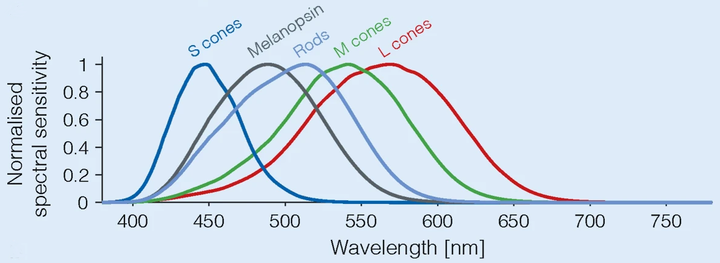 S cones
Melanopsin
Rods
M cones
L cones
Normalised
spectral sensitivity
1
0.8
0.6
0.4
0.2
0
400 450 500 550 600 650 700 750
Wavelength [nm]